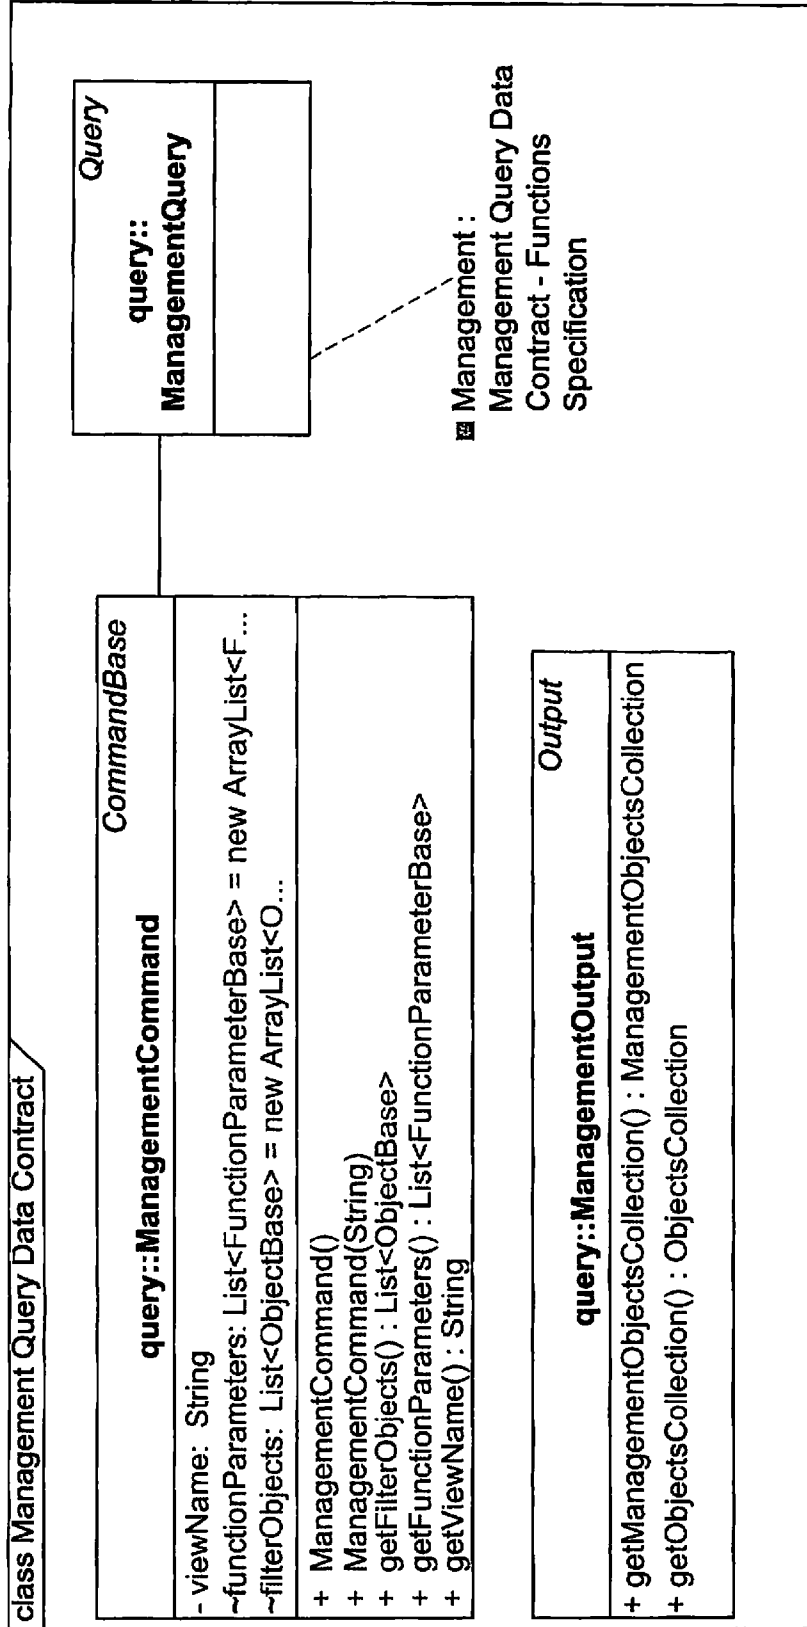 class Management Query Data Contract
CommandBase
query::ManagementCommand
- viewName: String
~functionParameters: List<FunctionParameterBase> = new ArrayList<F...
~filterObjects: List<ObjectBase> = new ArrayList<O...
+ ManagementCommand()
+ ManagementCommand(String)
+ getFilterObjects() : List<ObjectBase>
+ getFunctionParameters() : List<FunctionParameterBase>
+ getViewName() : String
Query
query::
ManagementQuery
Management :
Management Query Data
Contract - Functions
Specification
Output
query::ManagementOutput
+ getManagementObjectsCollection() : ManagementObjectsCollection
+ getObjectsCollection() : ObjectsCollection